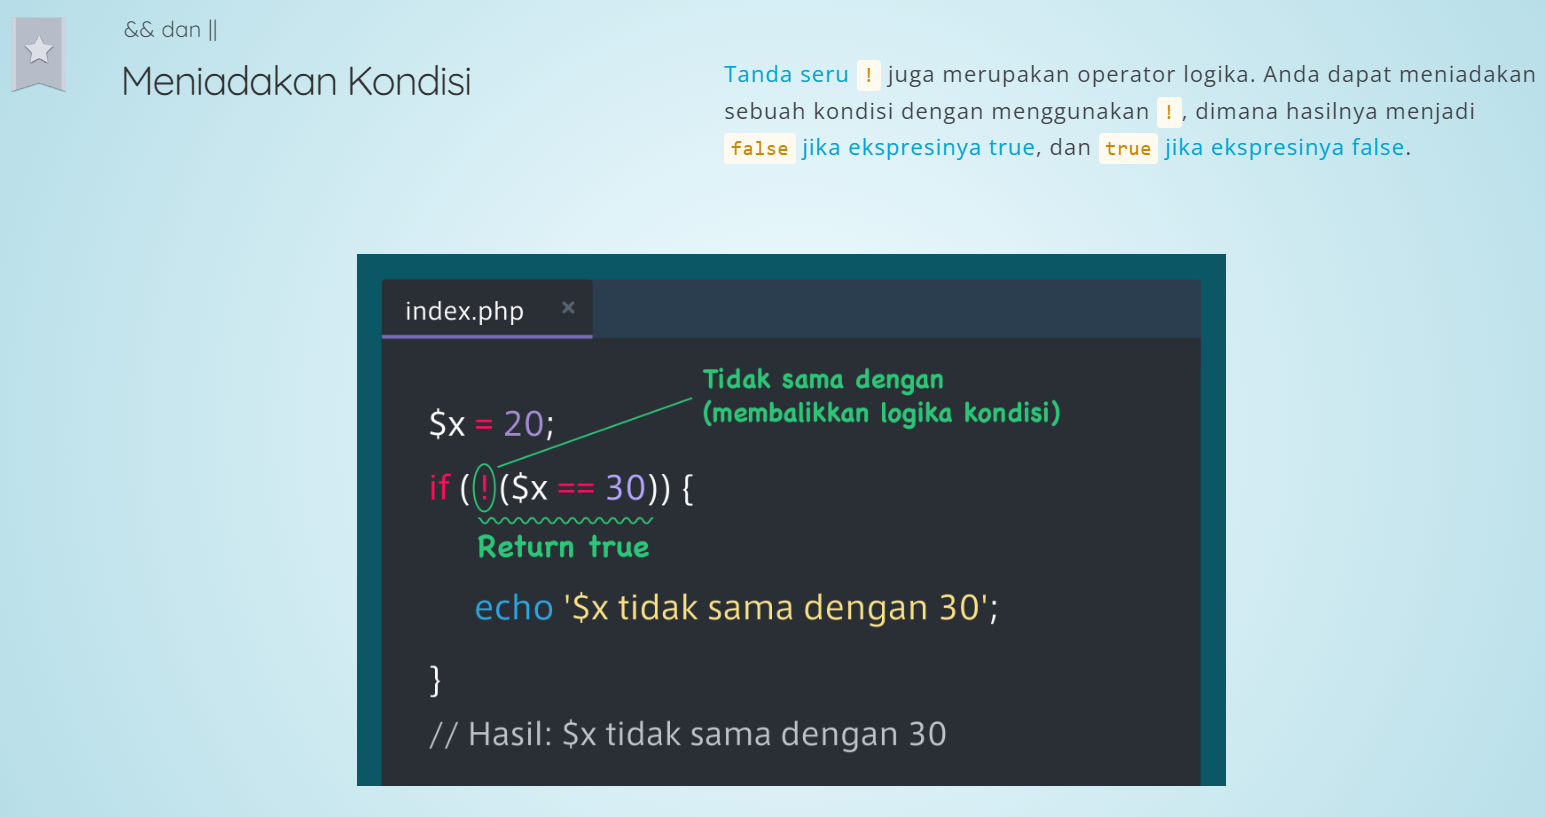 && dan ||
Meniadakan Kondisi
Tanda seru ! juga merupakan operator logika. Anda dapat meniadakan
sebuah kondisi dengan menggunakan !, dimana hasilnya menjadi
false jika ekspresinya true, dan true jika ekspresinya false.
index.php ×
Tidak sama dengan
(membalikkan logika kondisi)
$x = 20;
if (!($x == 30)) {
Return true
echo '$x tidak sama dengan 30';
}
// Hasil: $x tidak sama dengan 30